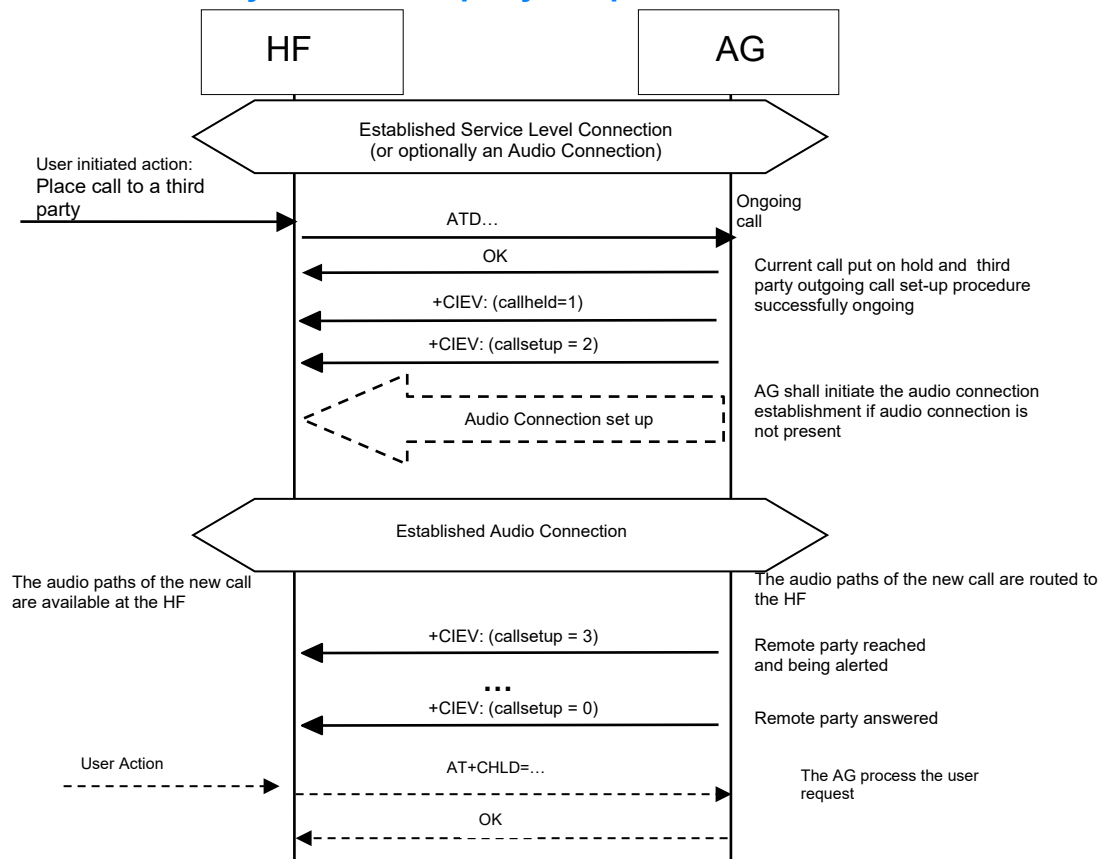 HF
AG
Established Service Level Connection
(or optionally an Audio Connection)
User initiated action:
Place call to a third
party
Ongoing
call
ATD…
OK
Current call put on hold and third
party outgoing call set-up procedure
successfully ongoing
+CIEV: (callheld=1)
+CIEV: (callsetup = 2)
AG shall initiate the audio connection
establishment if audio connection is
not present
Audio Connection set up
Established Audio Connection
The audio paths of the new call
are available at the HF
The audio paths of the new call are routed to
the HF
+CIEV: (callsetup = 3)
Remote party reached
and being alerted
…
+CIEV: (callsetup = 0)
Remote party answered
User Action
AT+CHLD=…
The AG process the user
request
OK